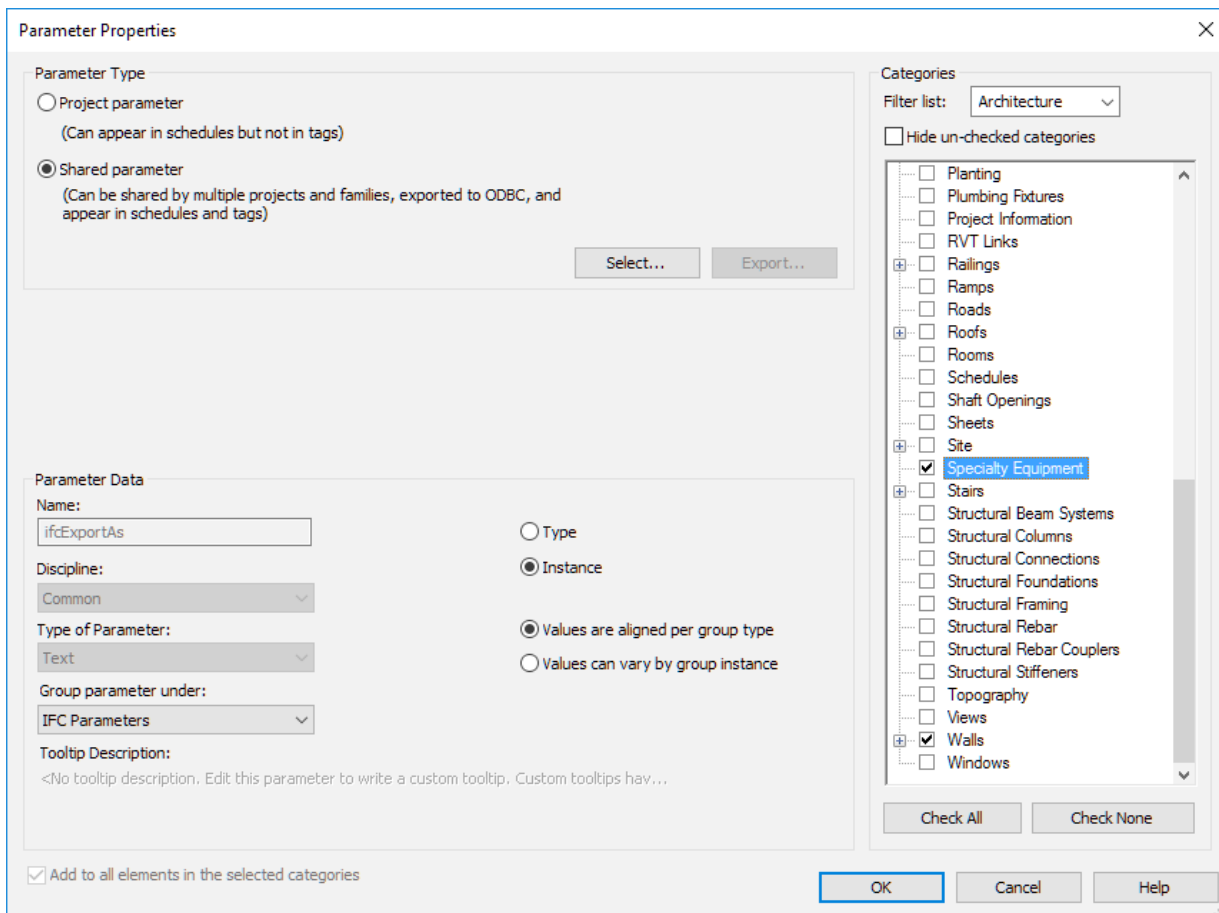 Parameter Properties
Parameter Type
Project parameter
(Can appear in schedules but not in tags)
Shared parameter
(Can be shared by multiple projects and families, exported to ODBC, and
appear in schedules and tags)
Select...
Export...
Parameter Data
Name:
ifcExportAs
Discipline:
Common
Type of Parameter:
Text
Group parameter under:
IFC Parameters
Tooltip Description:
<No tooltip description. Edit this parameter to write a custom tooltip. Custom tooltips hav...
Type
Instance
Values are aligned per group type
Values can vary by group instance
Add to all elements in the selected categories
Categories
Filter list:
Architecture
Hide un-checked categories
Planting
Plumbing Fixtures
Project Information
RVT Links
Railings
Ramps
Roads
Roofs
Rooms
Schedules
Shaft Openings
Sheets
Site
Specialty Equipment
Stairs
Structural Beam Systems
Structural Columns
Structural Connections
Structural Foundations
Structural Framing
Structural Rebar
Structural Rebar Couplers
Structural Stiffeners
Topography
Views
Walls
Windows
Check All
Check None
OK
Cancel
Help